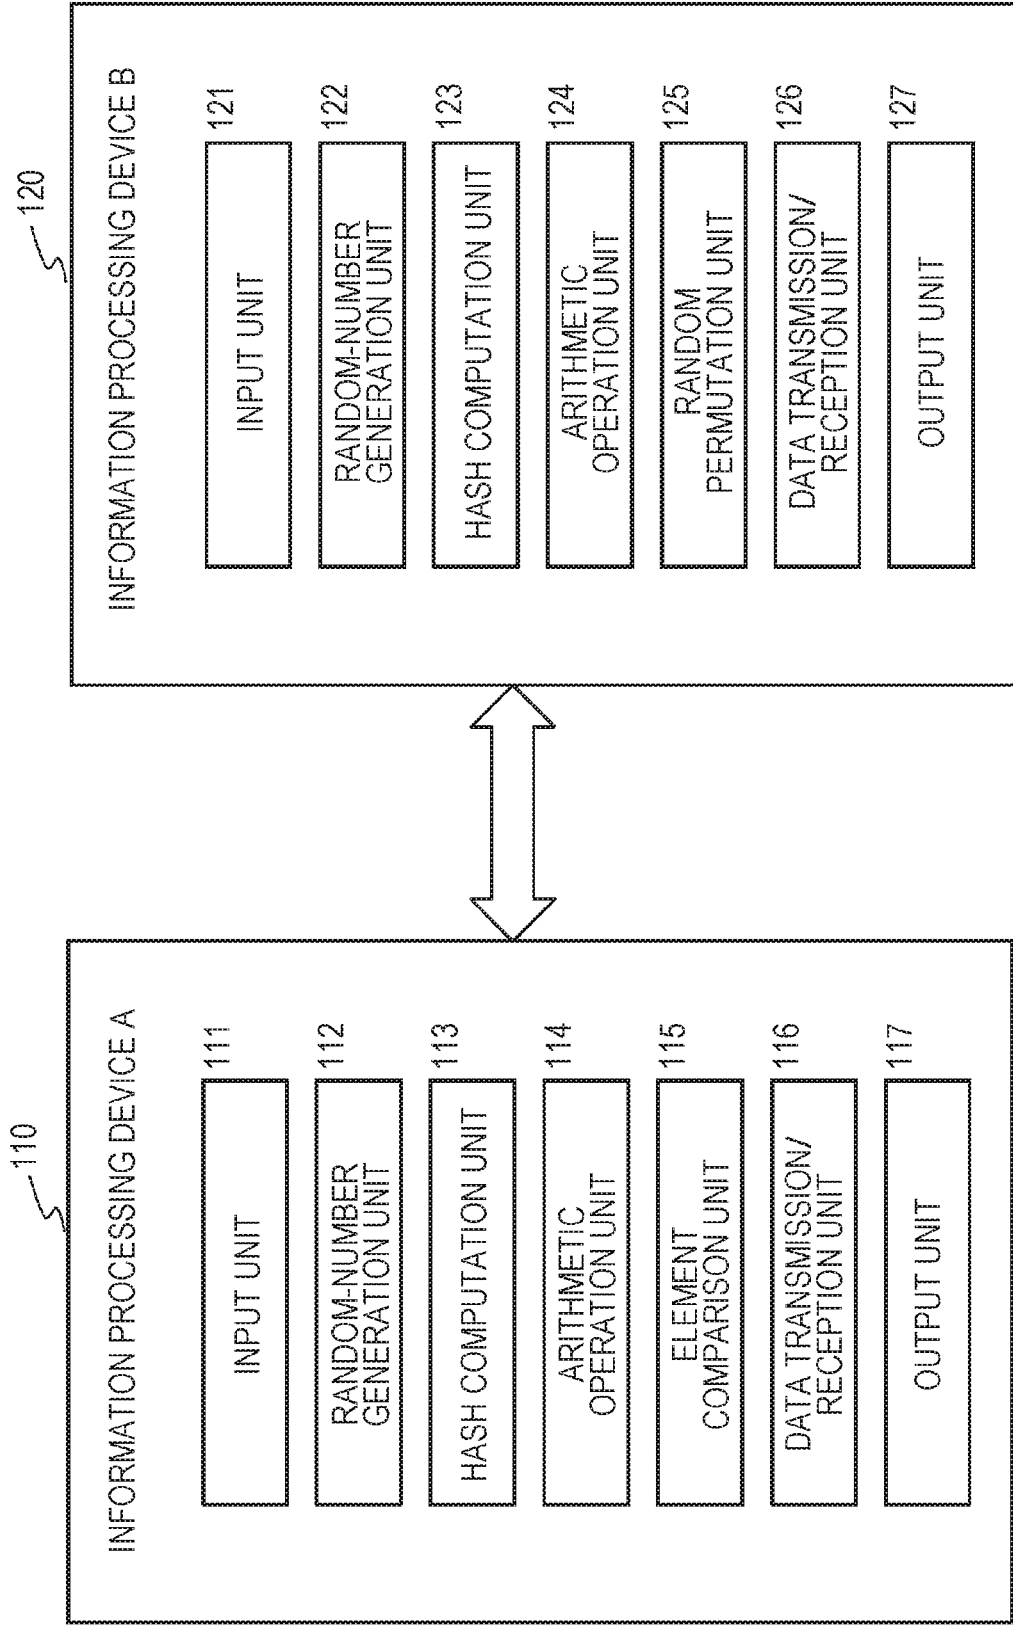 110
INFORMATION PROCESSING DEVICE A
111
INPUT UNIT
112
RANDOM-NUMBER
GENERATION UNIT
113
HASH COMPUTATION UNIT
114
ARITHMETIC
OPERATION UNIT
115
ELEMENT
COMPARISON UNIT
116
DATA TRANSMISSION/
RECEPTION UNIT
117
OUTPUT UNIT
120
INFORMATION PROCESSING DEVICE B
121
INPUT UNIT
122
RANDOM-NUMBER
GENERATION UNIT
123
HASH COMPUTATION UNIT
124
ARITHMETIC
OPERATION UNIT
125
RANDOM
PERMUTATION UNIT
126
DATA TRANSMISSION/
RECEPTION UNIT
127
OUTPUT UNIT